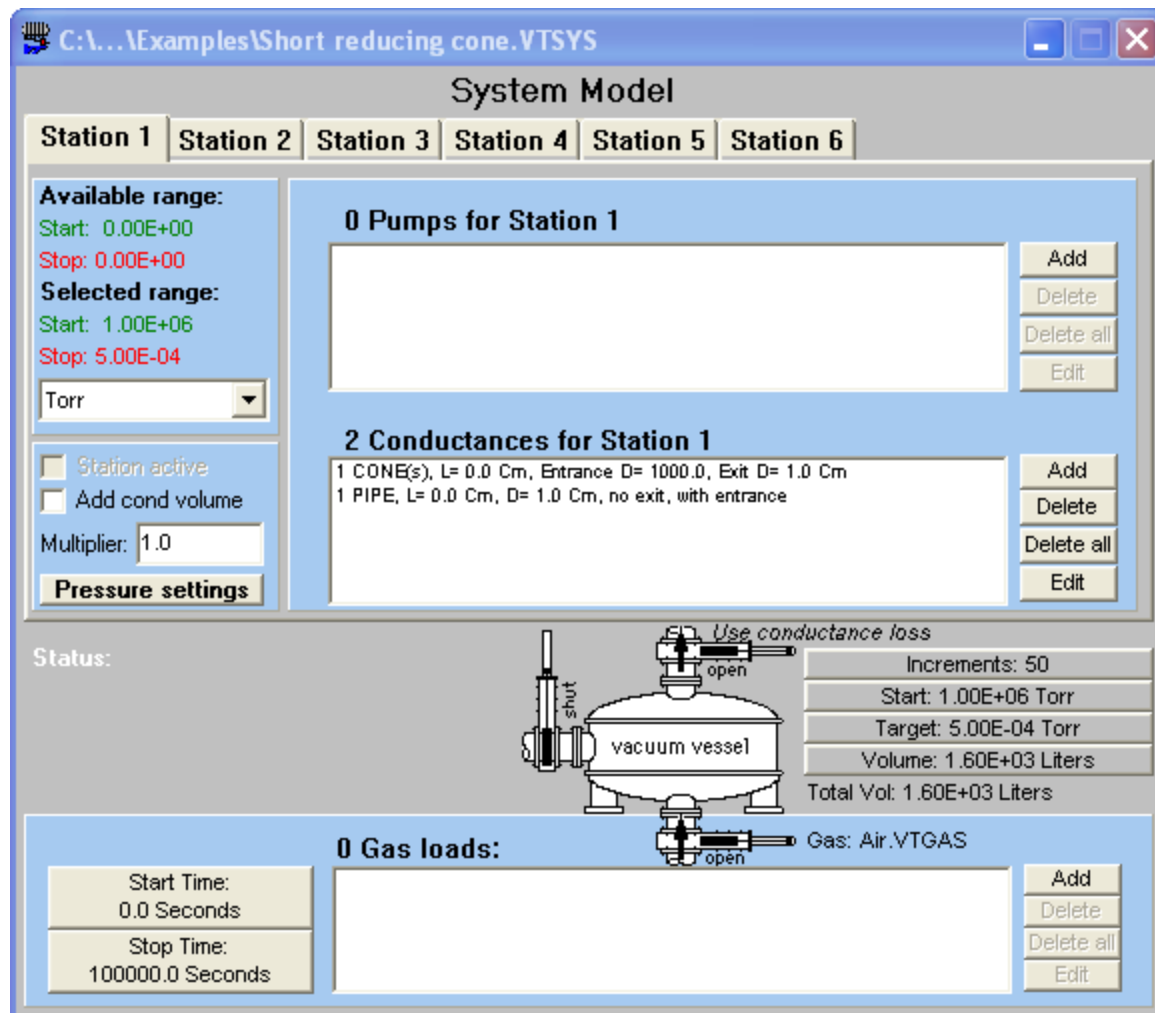 C:\...\Examples\Short reducing cone.VTSYS
System Model
Station 1 Station 2 Station 3 Station 4 Station 5 Station 6
Available range:
Start: 0.00E+00
Stop: 0.00E+00
Selected range:
Start: 1.00E+06
Stop: 5.00E-04
Torr
Station active
Add cond volume
Multiplier: 1.0
Pressure settings
0 Pumps for Station 1
Add
Delete
Delete all
Edit
2 Conductances for Station 1
1 CONE(s), L= 0.0 Cm, Entrance D= 1000.0, Exit D= 1.0 Cm
1 PIPE, L= 0.0 Cm, D= 1.0 Cm, no exit, with entrance
Add
Delete
Delete all
Edit
Status:
shut
vacuum vessel
open
Use conductance loss
Increments: 50
Start: 1.00E+06 Torr
Target: 5.00E-04 Torr
Volume: 1.60E+03 Liters
Total Vol: 1.60E+03 Liters
open
Gas: Air.VTGAS
Start Time:
0.0 Seconds
Stop Time:
100000.0 Seconds
0 Gas loads:
Add
Delete
Delete all
Edit